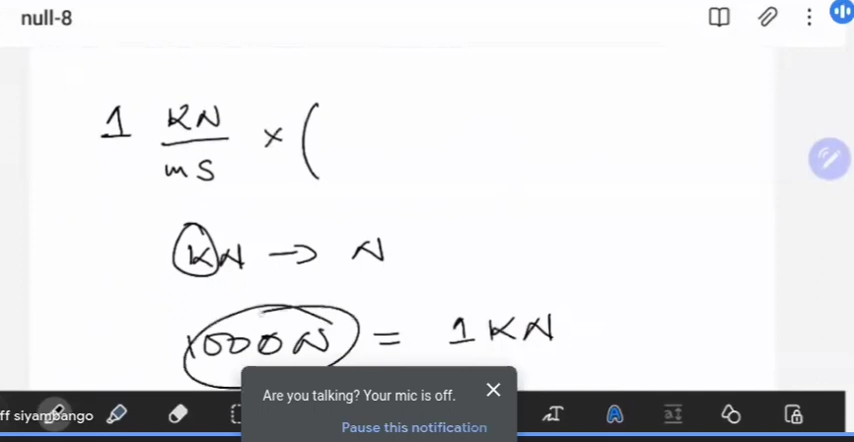 null-8
1 KN/mS × (
kN → N
1000N = 1KN
Are you talking? Your mic is off.
Pause this notification
ff siyambango